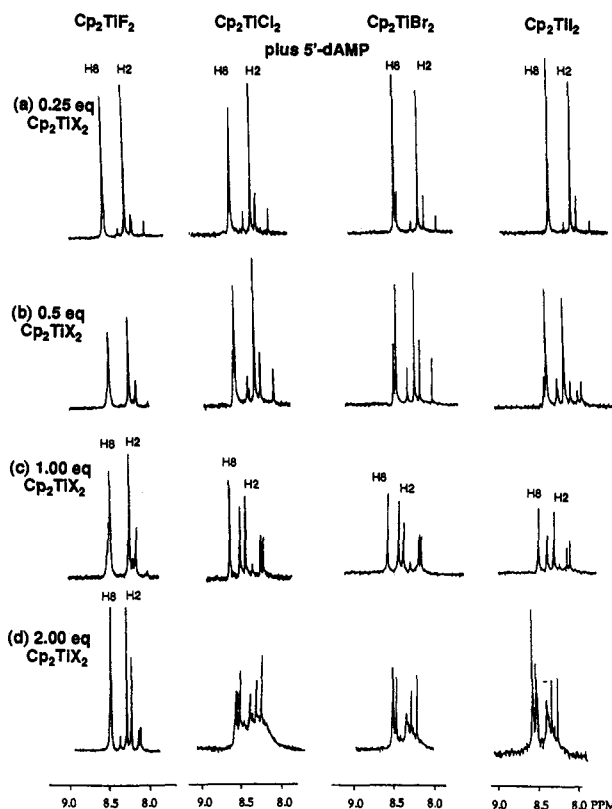 Cp₂TiF₂ Cp₂TiCl₂ Cp₂TiBr₂ Cp₂TiI₂
plus 5'-dAMP
H8 H2 H8 H2 H8 H2 H8 H2
(a) 0.25 eq
Cp₂TiX₂
(b) 0.5 eq
Cp₂TiX₂
(c) 1.00 eq
Cp₂TiX₂
H8 H2 H8 H2 H8 H2 H8 H2
(d) 2.00 eq
Cp₂TiX₂
H8 H2
9.0 8.5 8.0 9.0 8.5 8.0 9.0 8.5 8.0 9.0 8.5 8.0 PPM